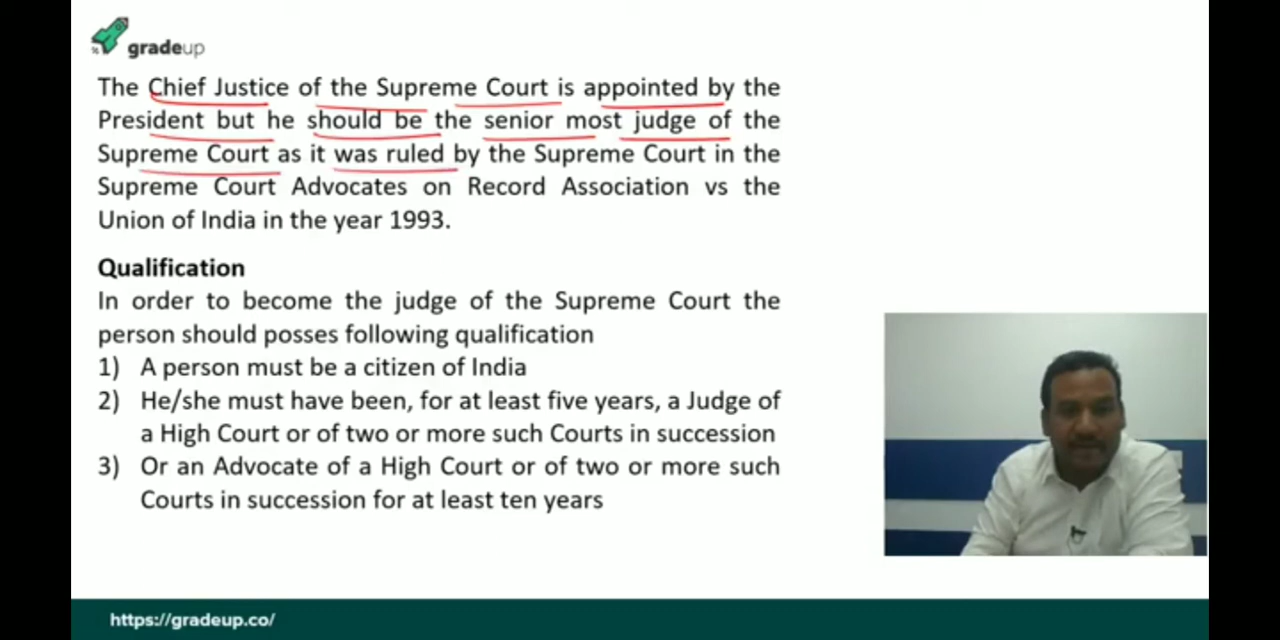 gradeup
The Chief Justice of the Supreme Court is appointed by the
President but he should be the senior most judge of the
Supreme Court as it was ruled by the Supreme Court in the
Supreme Court Advocates on Record Association vs the
Union of India in the year 1993.
Qualification
In order to become the judge of the Supreme Court the
person should posses following qualification
1) A person must be a citizen of India
2) He/she must have been, for at least five years, a Judge of
a High Court or of two or more such Courts in succession
3) Or an Advocate of a High Court or of two or more such
Courts in succession for at least ten years
https://gradeup.co/